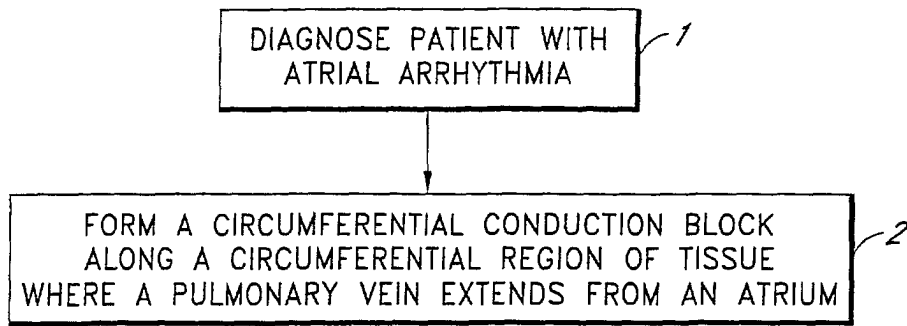 DIAGNOSE PATIENT WITH
ATRIAL ARRHYTHMIA
1
FORM A CIRCUMFERENTIAL CONDUCTION BLOCK
ALONG A CIRCUMFERENTIAL REGION OF TISSUE
WHERE A PULMONARY VEIN EXTENDS FROM AN ATRIUM
2